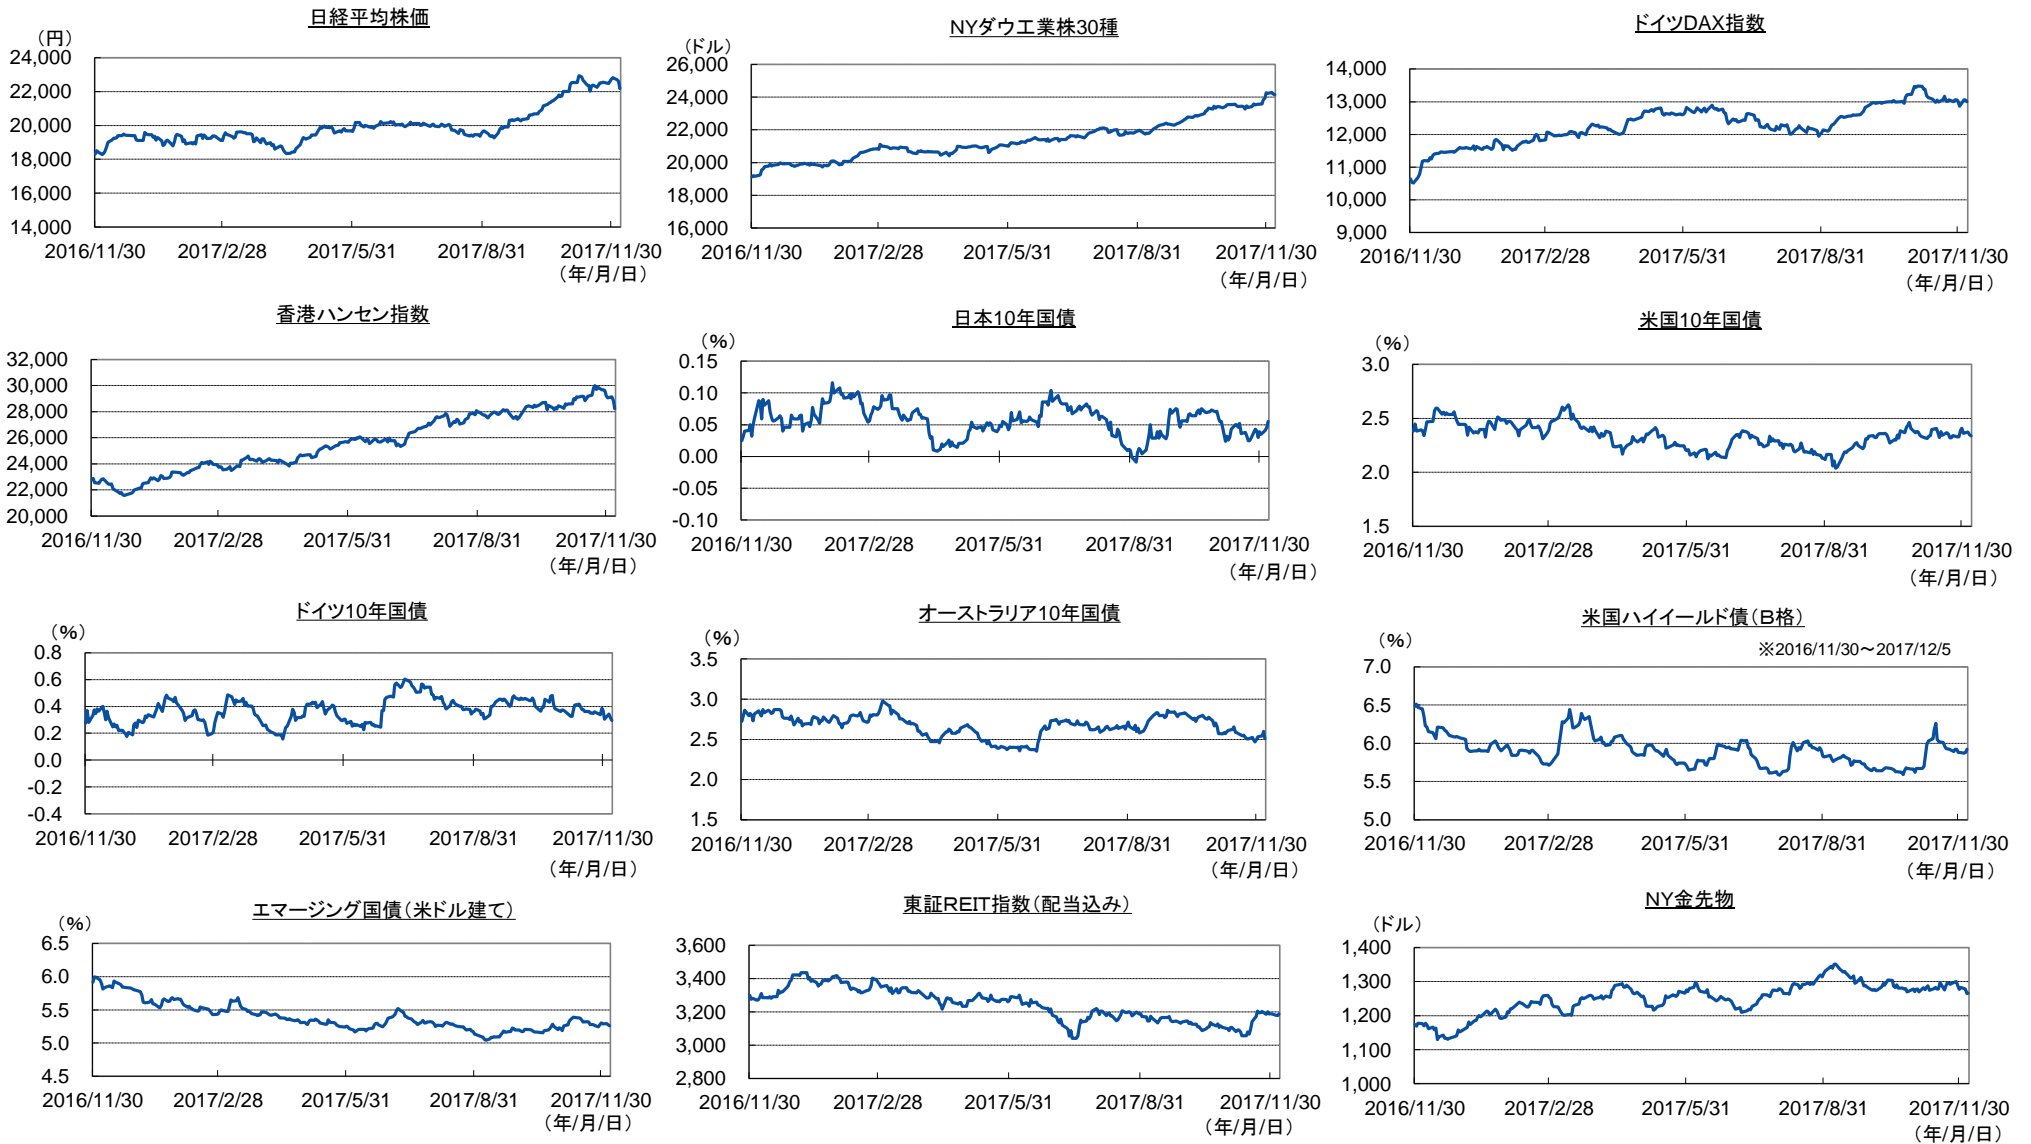 日経平均株価
（円）
24,000
22,000
20,000
18,000
16,000
14,000
2016/11/30 2017/2/28 2017/5/31 2017/8/31 2017/11/30
（年/月/日）
NYダウ工業株30種
（ドル）
26,000
24,000
22,000
20,000
18,000
16,000
2016/11/30 2017/2/28 2017/5/31 2017/8/31 2017/11/30
（年/月/日）
ドイツDAX指数
14,000
13,000
12,000
11,000
10,000
9,000
2016/11/30 2017/2/28 2017/5/31 2017/8/31 2017/11/30
（年/月/日）
香港ハンセン指数
32,000
30,000
28,000
26,000
24,000
22,000
20,000
2016/11/30 2017/2/28 2017/5/31 2017/8/31 2017/11/30
（年/月/日）
日本10年国債
（%）
0.15
0.10
0.05
0.00
-0.05
-0.10
2016/11/30 2017/2/28 2017/5/31 2017/8/31 2017/11/30
（年/月/日）
米国10年国債
（%）
3.0
2.5
2.0
1.5
2016/11/30 2017/2/28 2017/5/31 2017/8/31 2017/11/30
（年/月/日）
ドイツ10年国債
（%）
0.8
0.6
0.4
0.2
0.0
-0.2
-0.4
2016/11/30 2017/2/28 2017/5/31 2017/8/31 2017/11/30
（年/月/日）
オーストラリア10年国債
（%）
3.5
3.0
2.5
2.0
1.5
2016/11/30 2017/2/28 2017/5/31 2017/8/31 2017/11/30
（年/月/日）
米国ハイイールド債（B格）
（%）
※2016/11/30～2017/12/5
7.0
6.5
6.0
5.5
5.0
2016/11/30 2017/2/28 2017/5/31 2017/8/31 2017/11/30
（年/月/日）
エマージング国債（米ドル建て）
（%）
6.5
6.0
5.5
5.0
4.5
2016/11/30 2017/2/28 2017/5/31 2017/8/31 2017/11/30
（年/月/日）
東証REIT指数（配当込み）
3,600
3,400
3,200
3,000
2,800
2016/11/30 2017/2/28 2017/5/31 2017/8/31 2017/11/30
（年/月/日）
NY金先物
（ドル）
1,400
1,300
1,200
1,100
1,000
2016/11/30 2017/2/28 2017/5/31 2017/8/31 2017/11/30
（年/月/日）